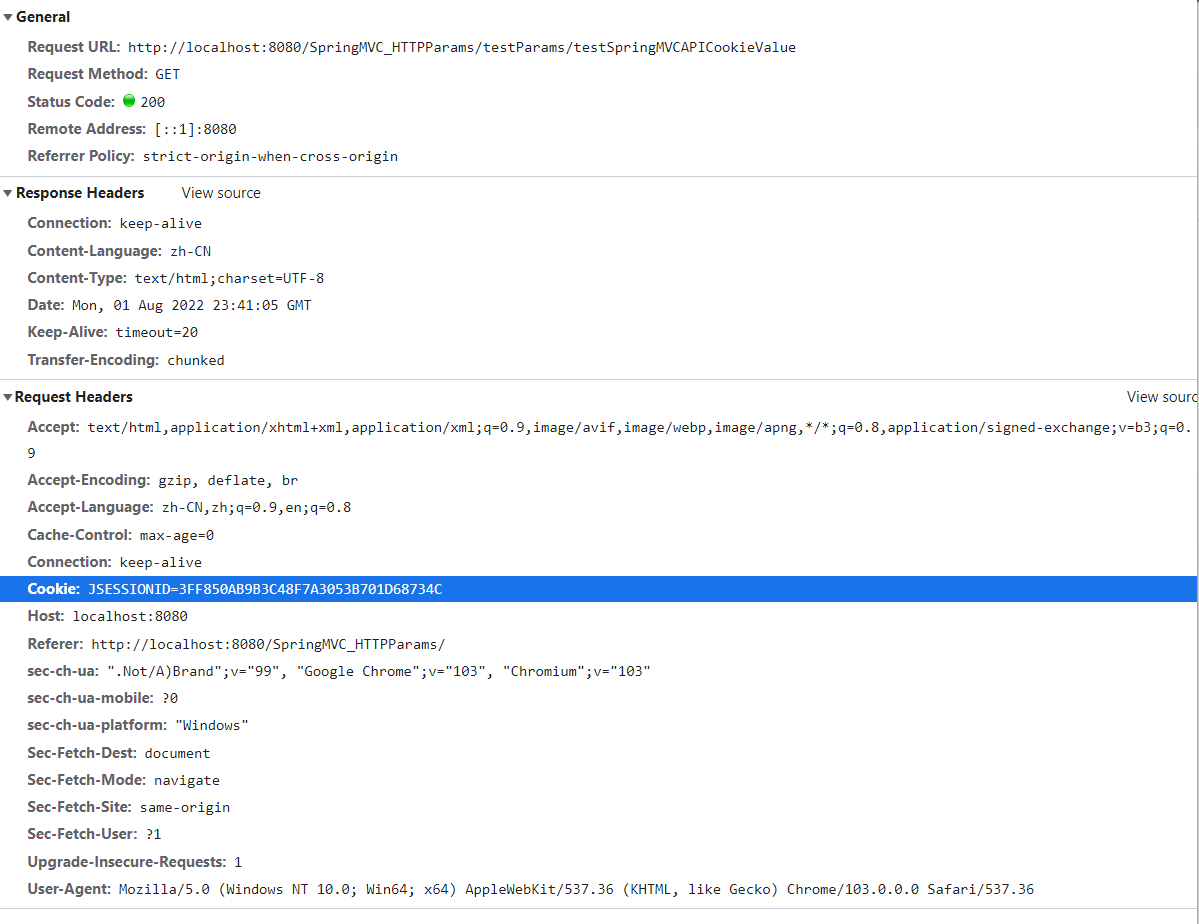 General
Request URL: http://localhost:8080/SpringMVC_HTTPParams/testParams/testSpringMVCAPICookieValue
Request Method: GET
Status Code: 200
Remote Address: [::1]:8080
Referrer Policy: strict-origin-when-cross-origin
Response Headers View source
Connection: keep-alive
Content-Language: zh-CN
Content-Type: text/html;charset=UTF-8
Date: Mon, 01 Aug 2022 23:41:05 GMT
Keep-Alive: timeout=20
Transfer-Encoding: chunked
Request Headers View sourc
Accept: text/html,application/xhtml+xml,application/xml;q=0.9,image/avif,image/webp,image/apng,*/*;q=0.8,application/signed-exchange;v=b3;q=0.
9
Accept-Encoding: gzip, deflate, br
Accept-Language: zh-CN,zh;q=0.9,en;q=0.8
Cache-Control: max-age=0
Connection: keep-alive
Cookie: JSESSIONID=3FF850AB9B3C48F7A3053B701D68734C
Host: localhost:8080
Referer: http://localhost:8080/SpringMVC_HTTPParams/
sec-ch-ua: ".Not/A)Brand";v="99", "Google Chrome";v="103", "Chromium";v="103"
sec-ch-ua-mobile: ?0
sec-ch-ua-platform: "Windows"
Sec-Fetch-Dest: document
Sec-Fetch-Mode: navigate
Sec-Fetch-Site: same-origin
Sec-Fetch-User: ?1
Upgrade-Insecure-Requests: 1
User-Agent: Mozilla/5.0 (Windows NT 10.0; Win64; x64) AppleWebKit/537.36 (KHTML, like Gecko) Chrome/103.0.0.0 Safari/537.36